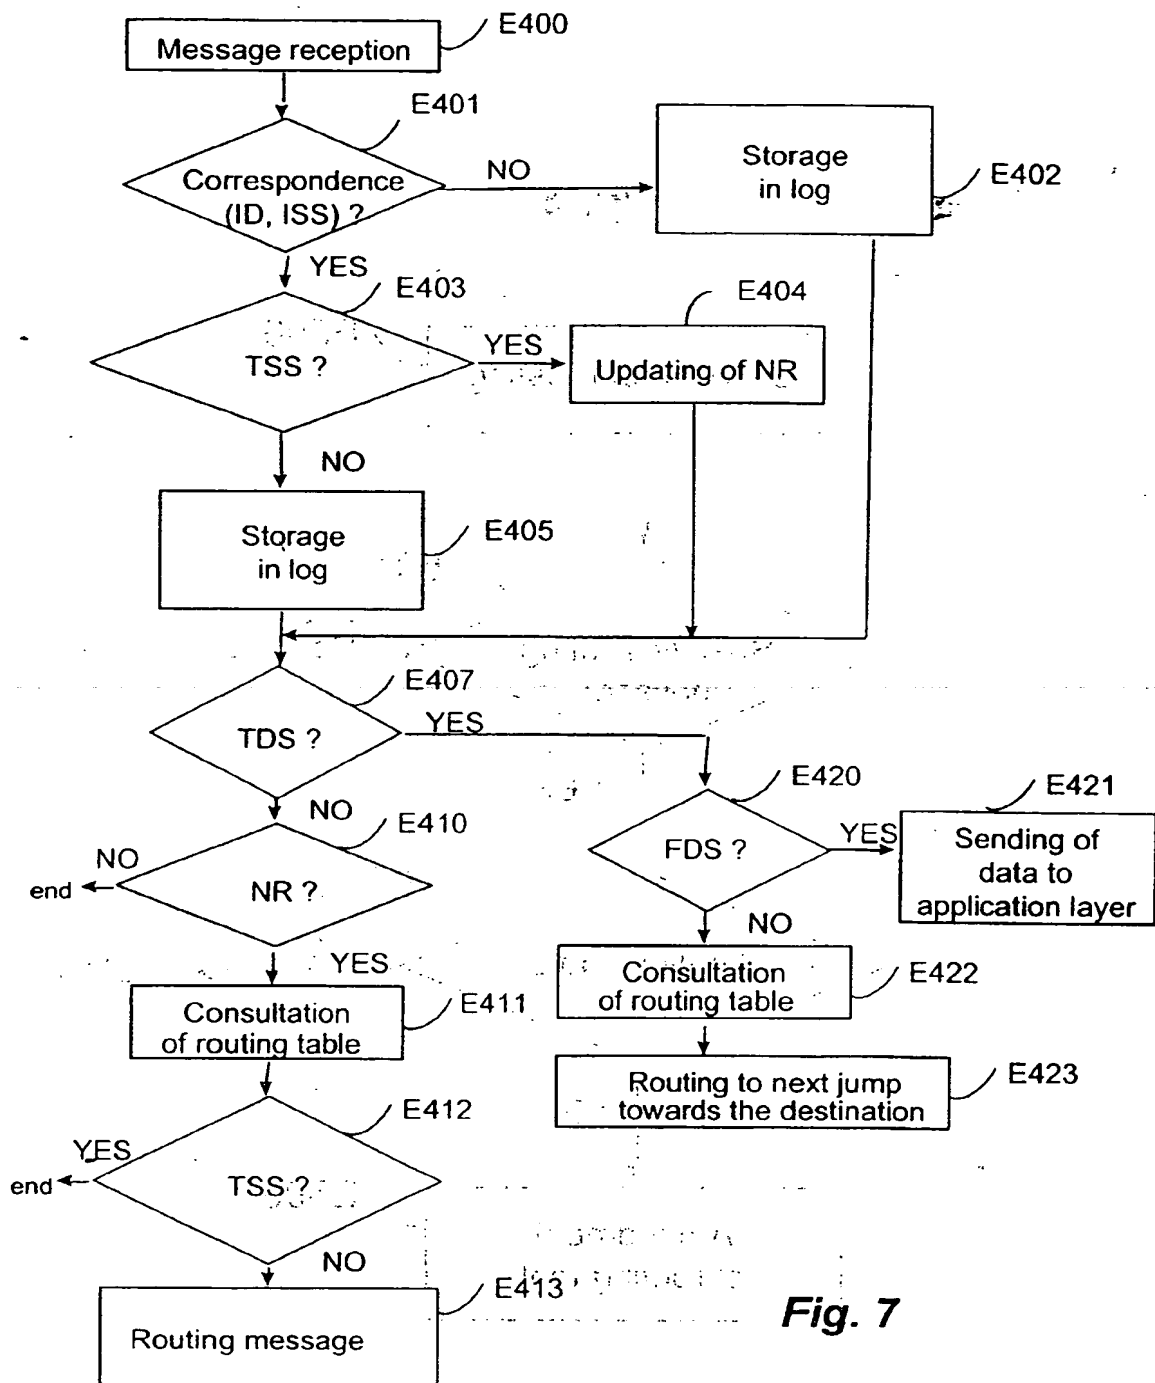 Message reception
E400
E401
Correspondence
(ID, ISS) ?
NO
Storage
in log
E402
YES
E403
TSS ?
YES
E404
Updating of NR
NO
Storage
in log
E405
E407
TDS ?
YES
NO
E410
NO
end
NR ?
YES
E420
FDS ?
YES
E421
Sending of
data to
application layer
NO
Consultation
of routing table
E411
Consultation
of routing table
E422
Routing to next jump
towards the destination
E423
E412
YES
end
TSS ?
NO
E413
Routing message
Fig. 7